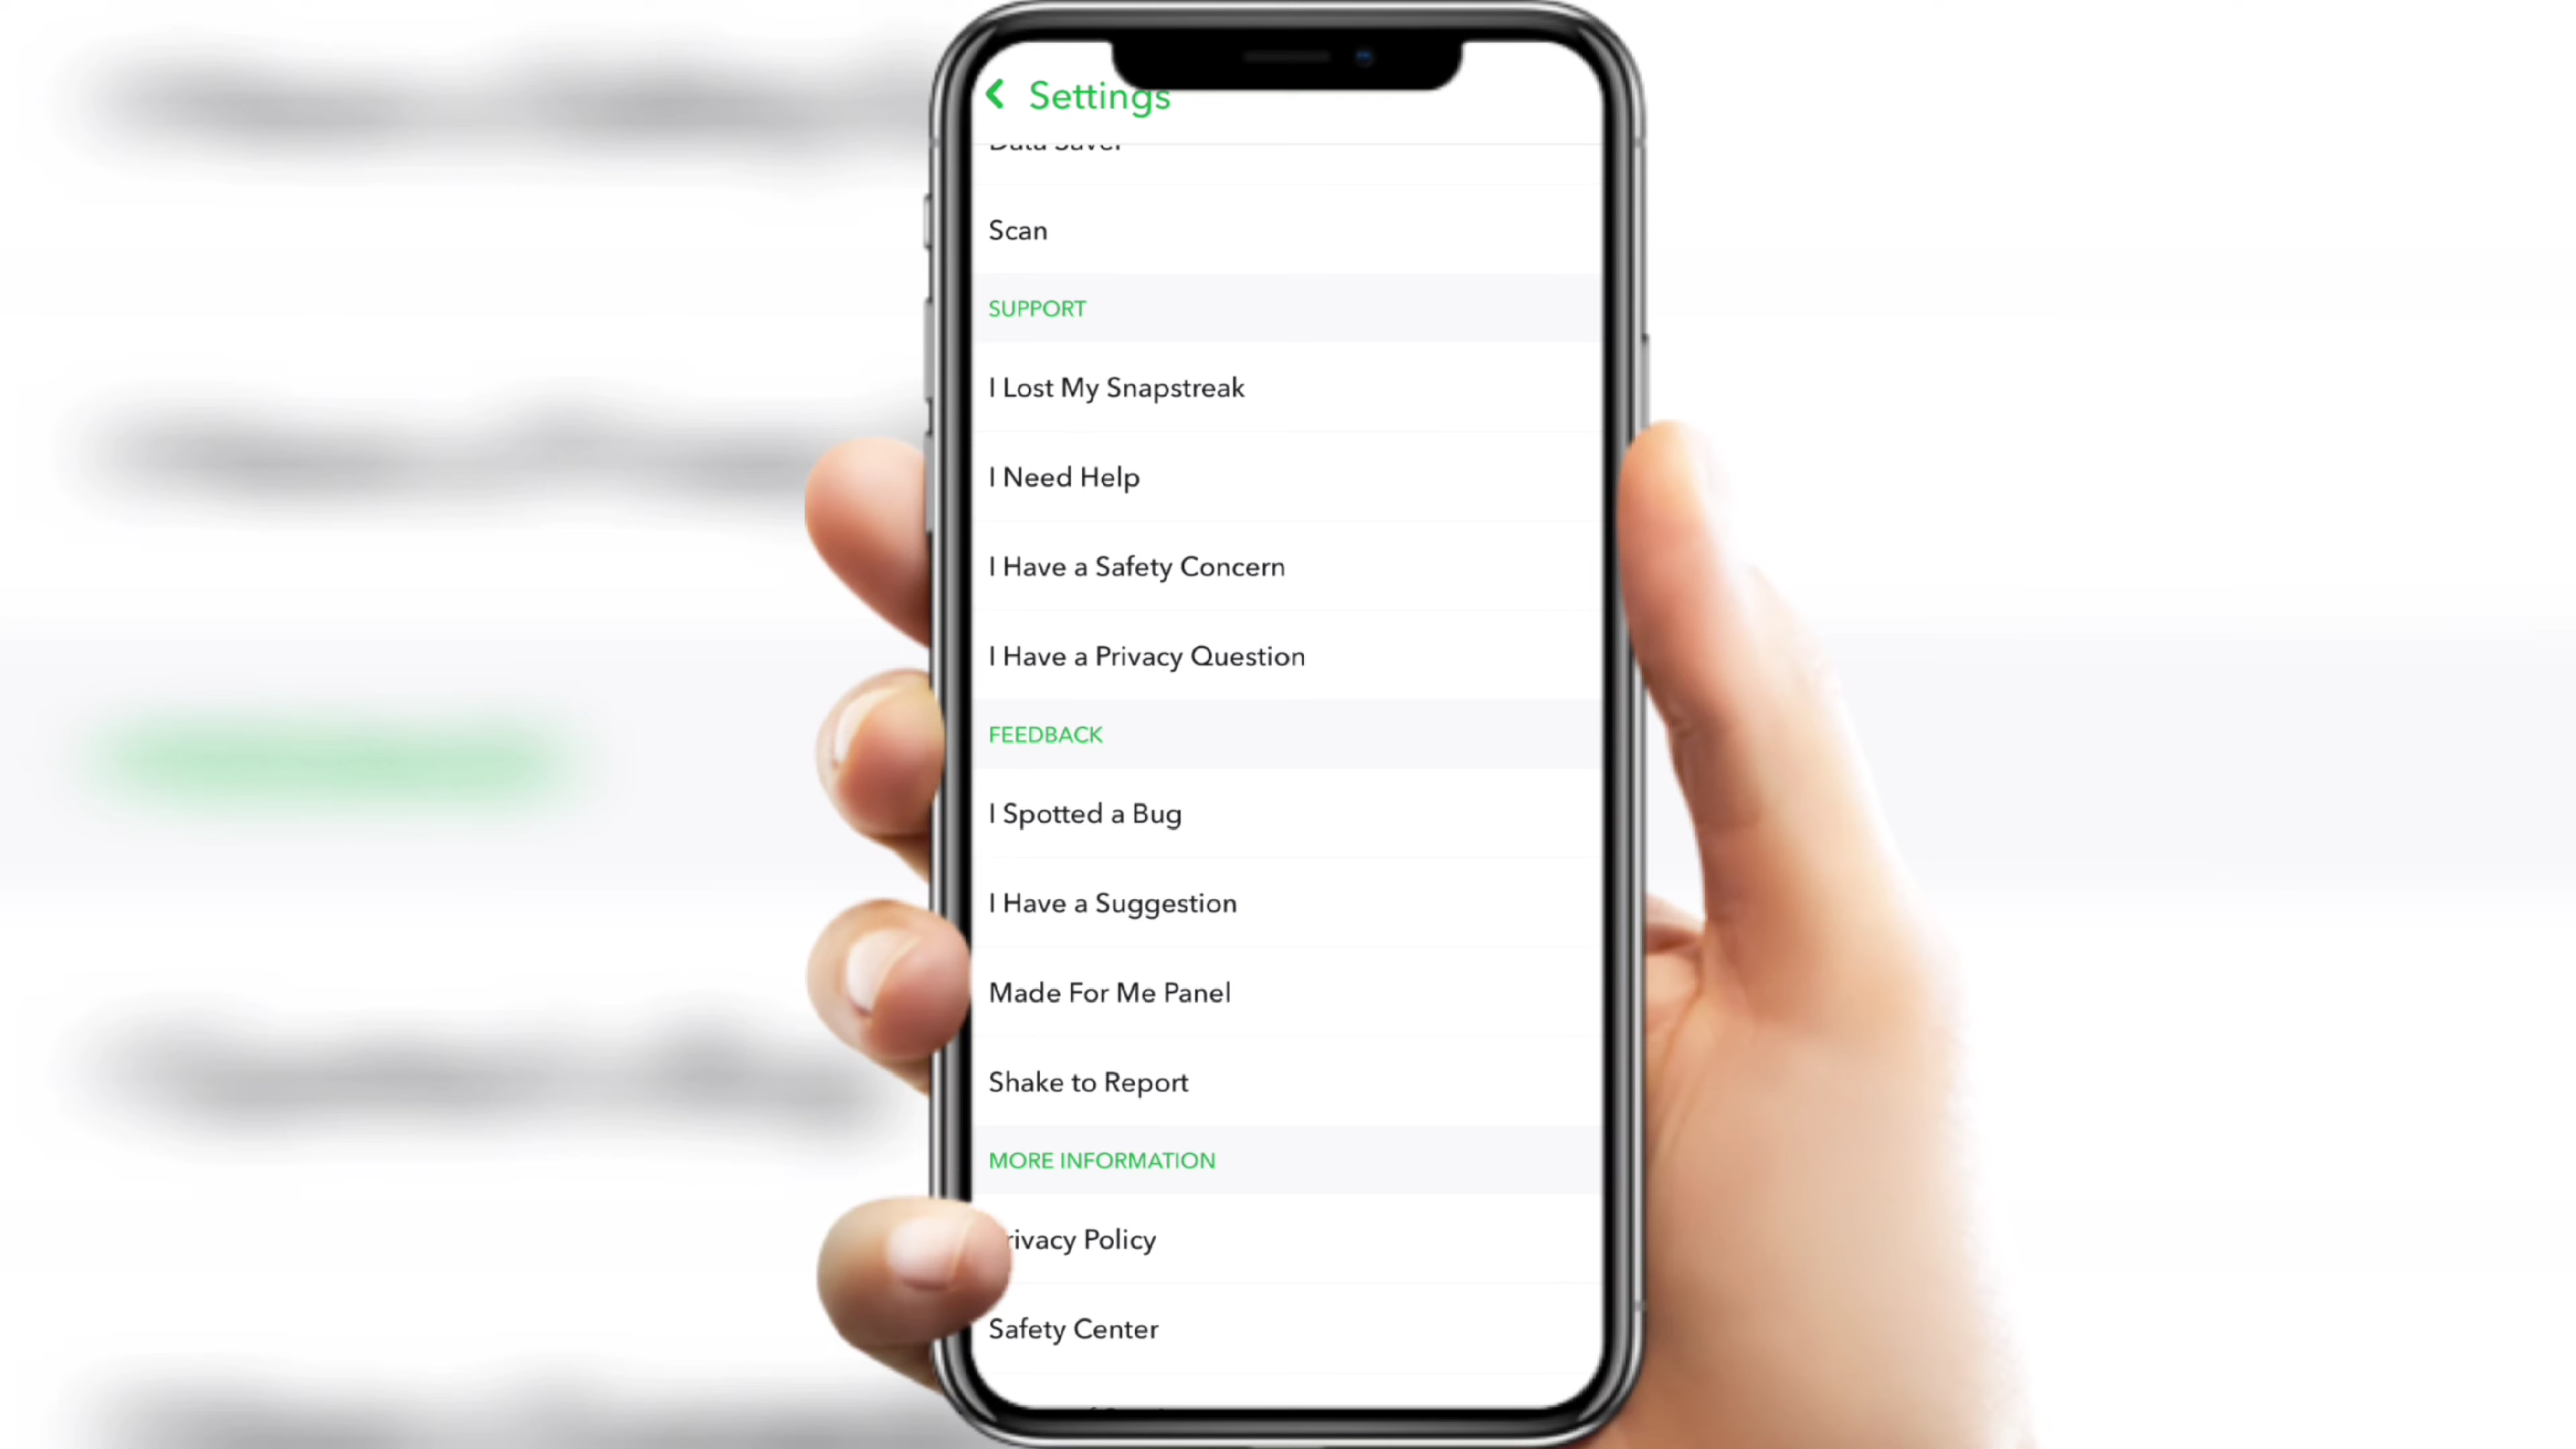 Settings
Data Saver
Scan
SUPPORT
I Lost My Snapstreak
I Need Help
I Have a Safety Concern
I Have a Privacy Question
FEEDBACK
I Spotted a Bug
I Have a Suggestion
Made For Me Panel
Shake to Report
MORE INFORMATION
rivacy Policy
Safety Center